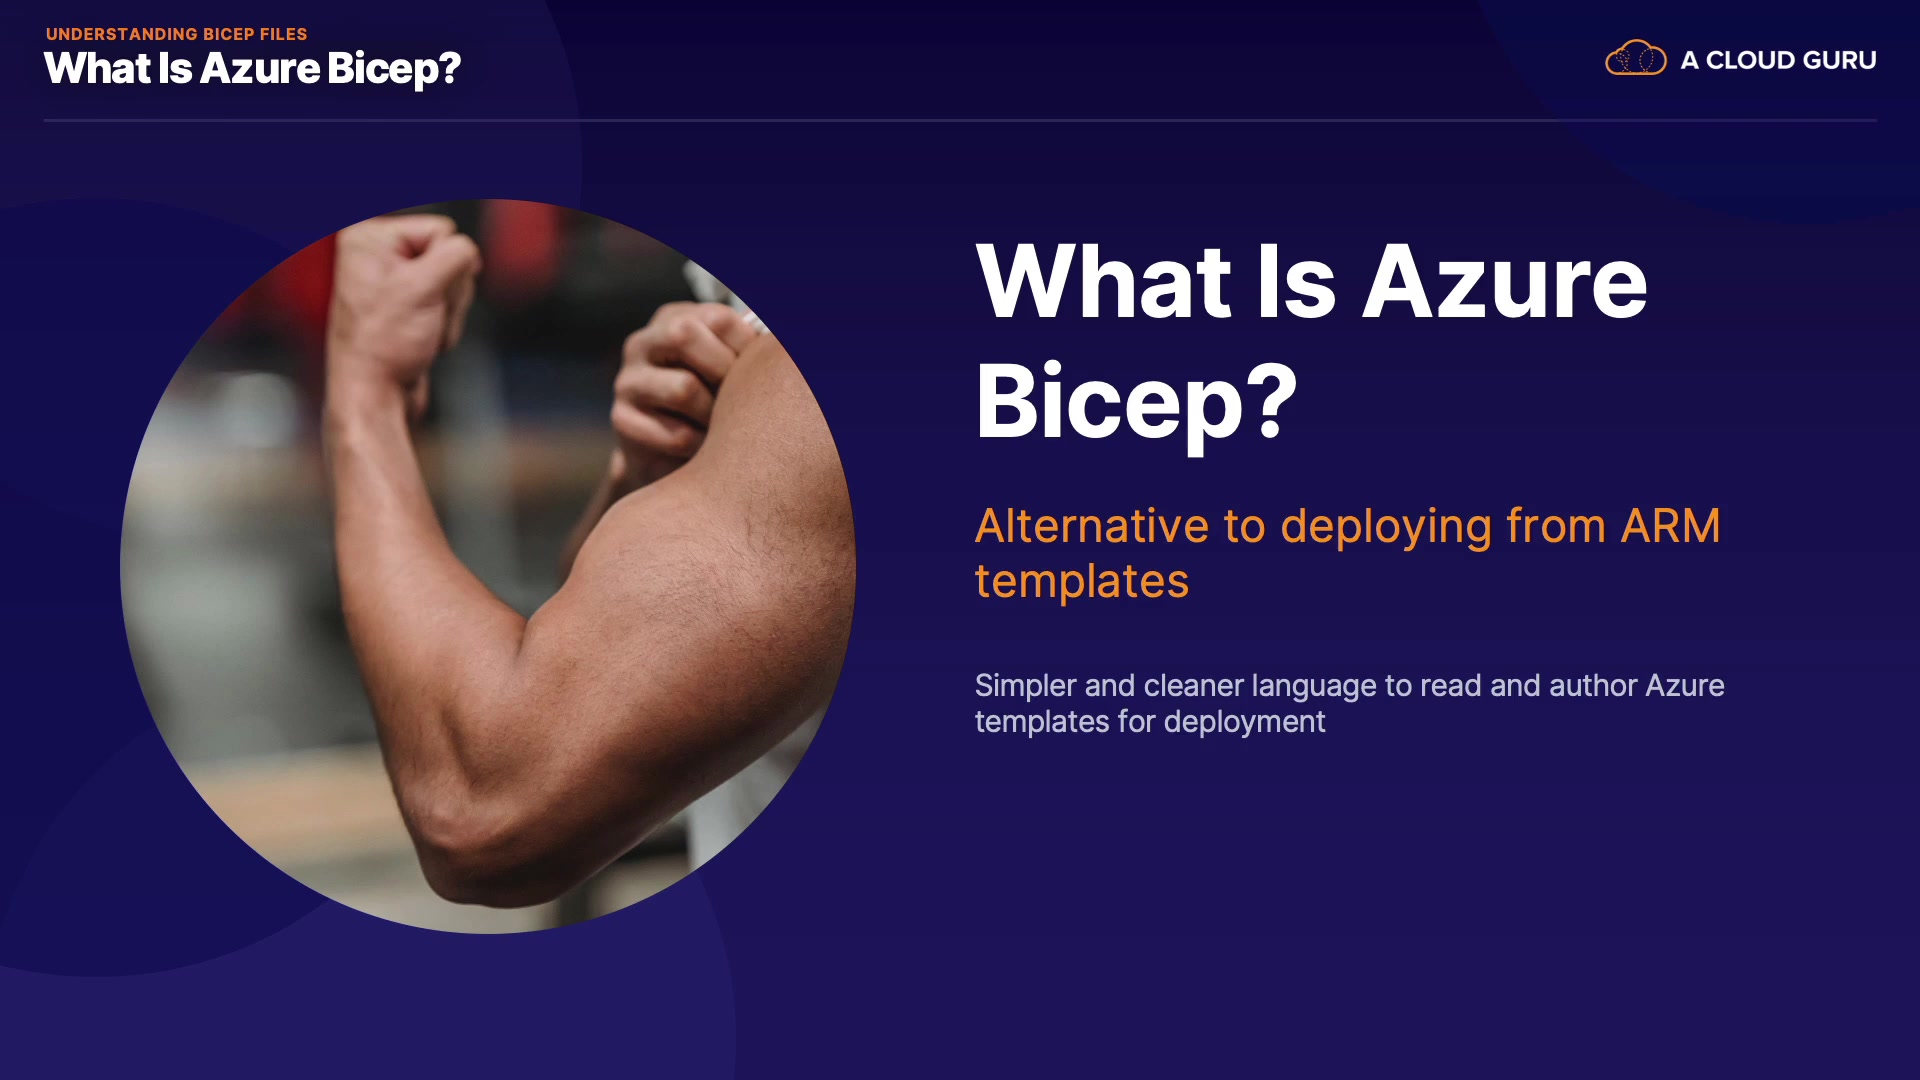 UNDERSTANDING BICEP FILES
What Is Azure Bicep?
A CLOUD GURU
What Is Azure
Bicep?
Alternative to deploying from ARM
templates
Simpler and cleaner language to read and author Azure
templates for deployment